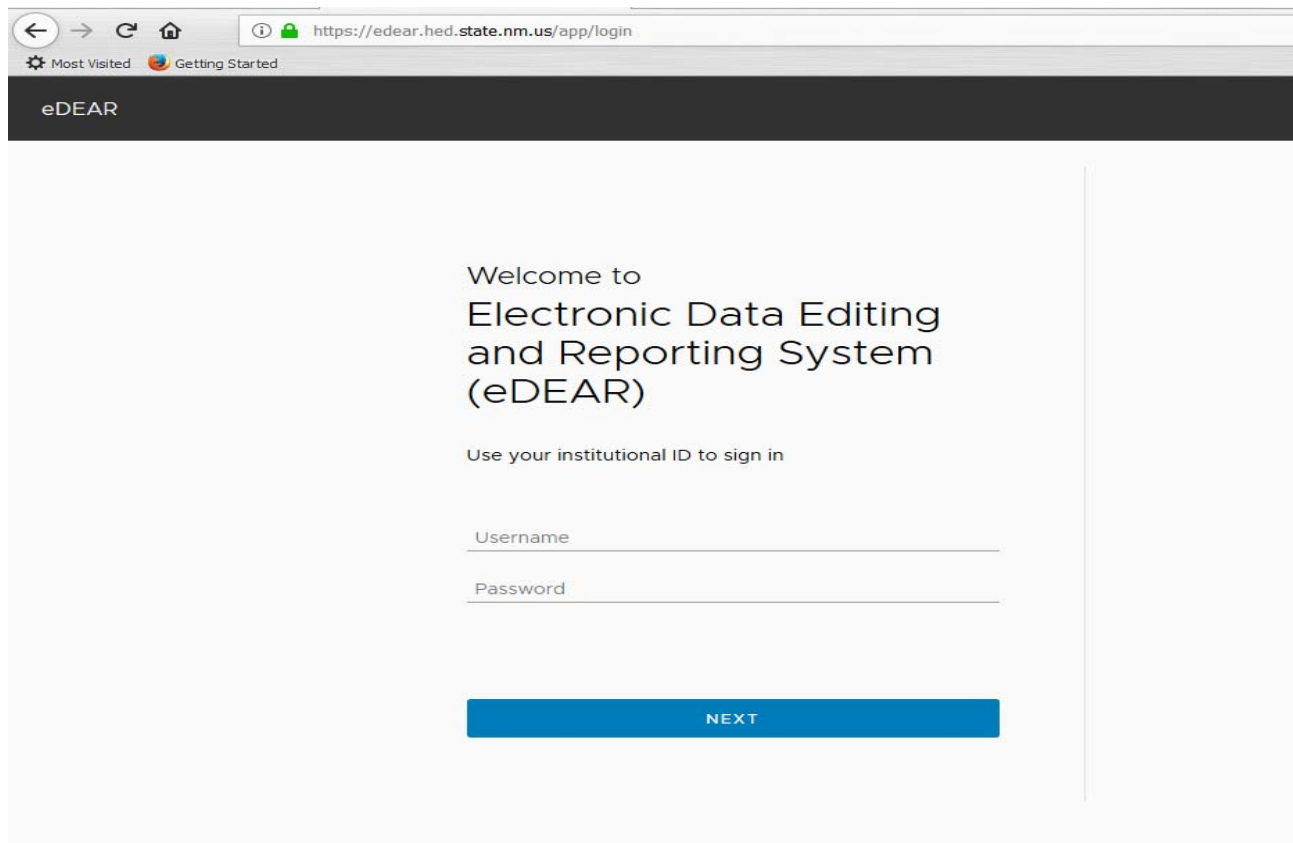 https://edear.hed.state.nm.us/app/login
Most Visited Getting Started
eDEAR
Welcome to
Electronic Data Editing
and Reporting System
(eDEAR)
Use your institutional ID to sign in
Username
Password
NEXT